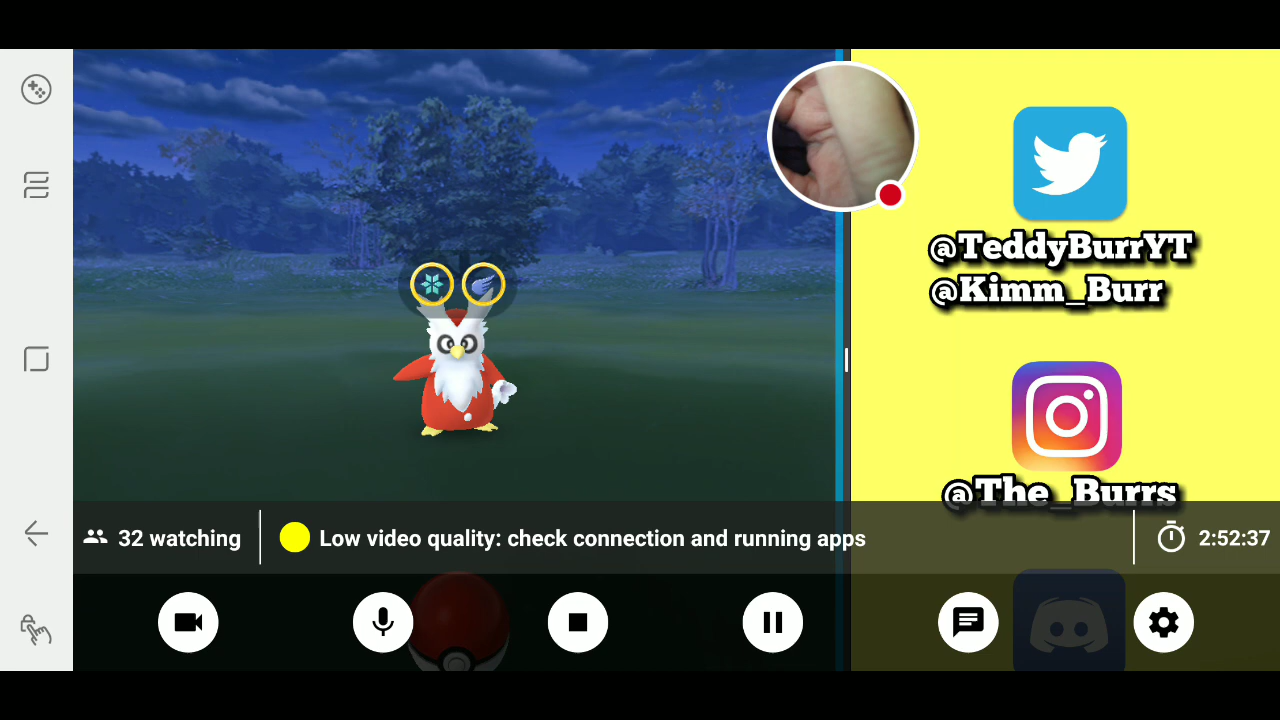 @TeddyBurrYT
@Kimm_Burr
@The_Burrs
32 watching
Low video quality: check connection and running apps
2:52:37